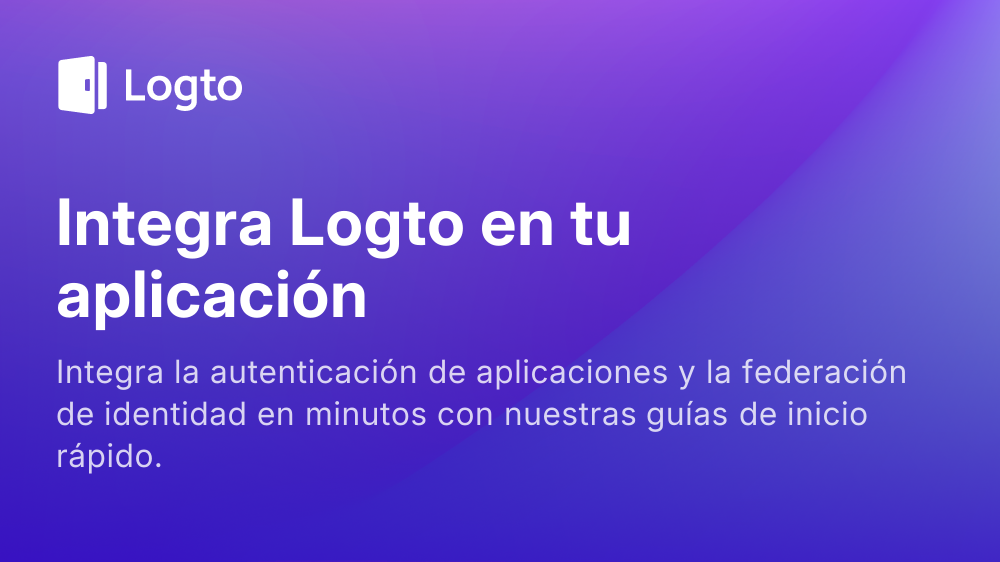 Logto
Integra Logto en tu
aplicación
Integra la autenticación de aplicaciones y la federación
de identidad en minutos con nuestras guías de inicio
rápido.